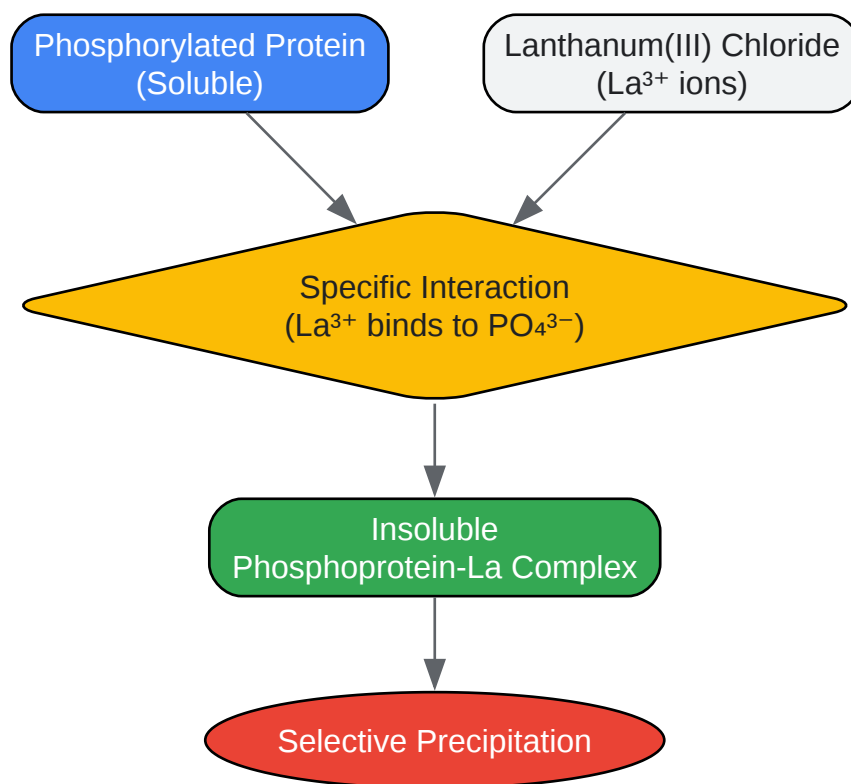 Phosphorylated Protein
(Soluble)
Lanthanum(III) Chloride
(La³⁺ ions)
Specific Interaction
(La³⁺ binds to PO₄³⁻)
Insoluble
Phosphoprotein-La Complex
Selective Precipitation